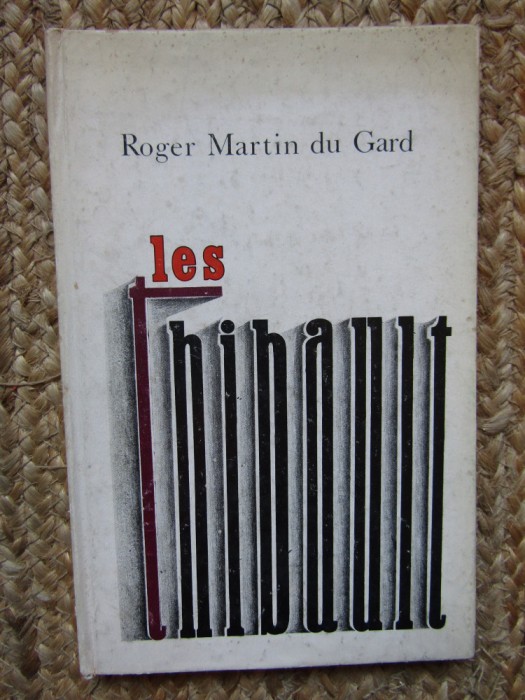 Roger Martin du Gard
les
thibault